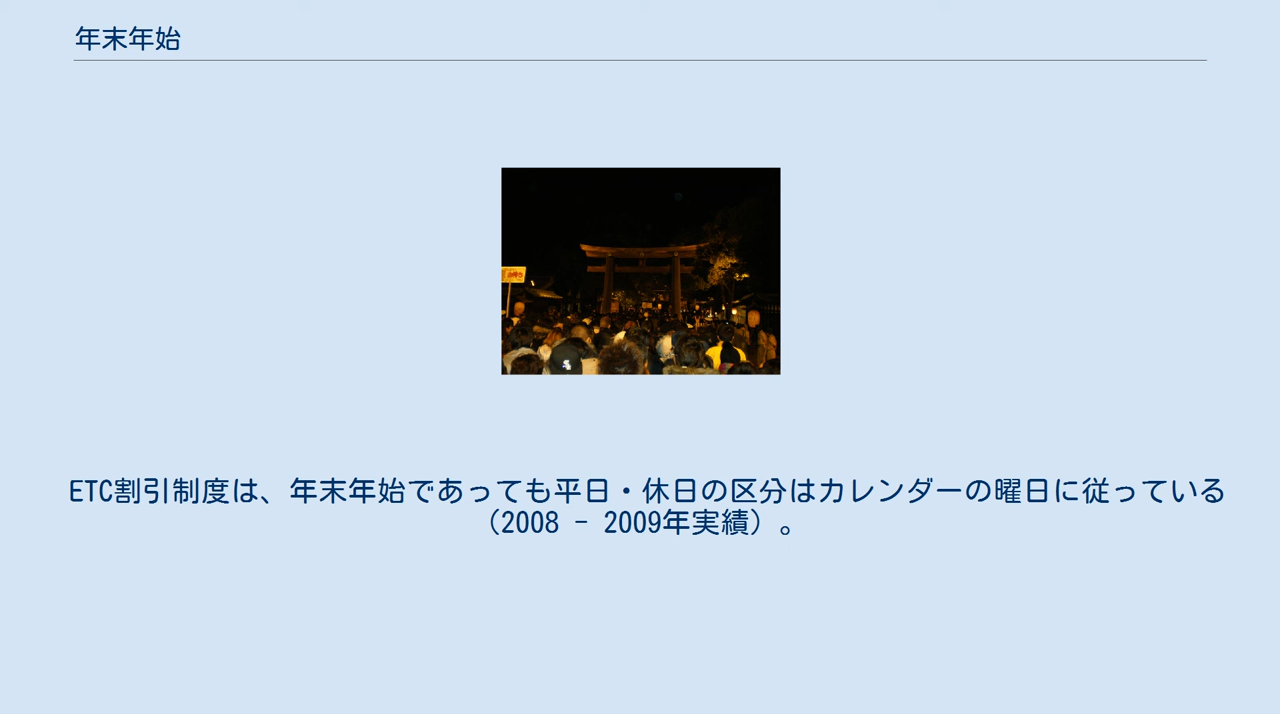 年末年始
ETC割引制度は、年末年始であっても平日・休日の区分はカレンダーの曜日に従っている
（2008 - 2009年実績）。